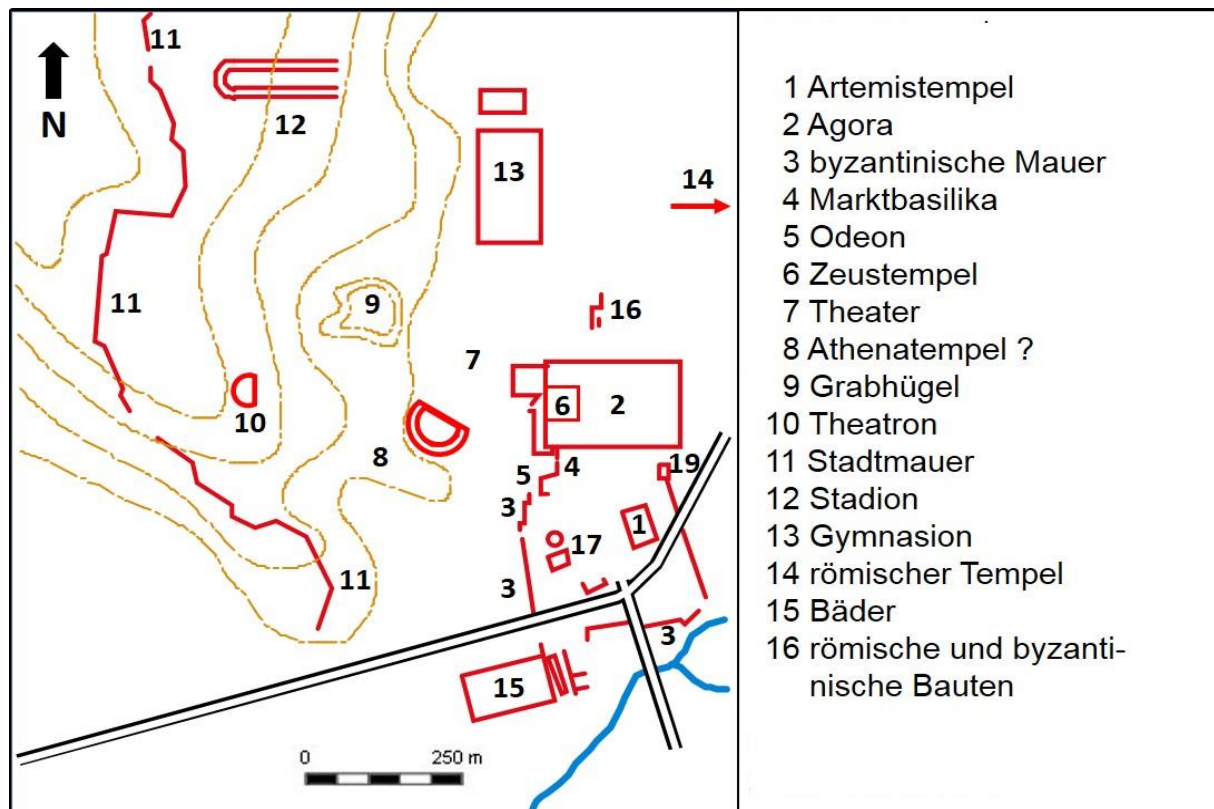 11
12
N
13
14
9
11
16
7
10
6
2
8
5
4
19
3
1
17
11
3
3
15
0
250 m
1 Artemistempel
2 Agora
3 byzantinische Mauer
4 Marktbasilika
5 Odeon
6 Zeustempel
7 Theater
8 Athenatempel ?
9 Grabhügel
10 Theatron
11 Stadtmauer
12 Stadion
13 Gymnasion
14 römischer Tempel
15 Bäder
16 römische und byzanti-
nische Bauten